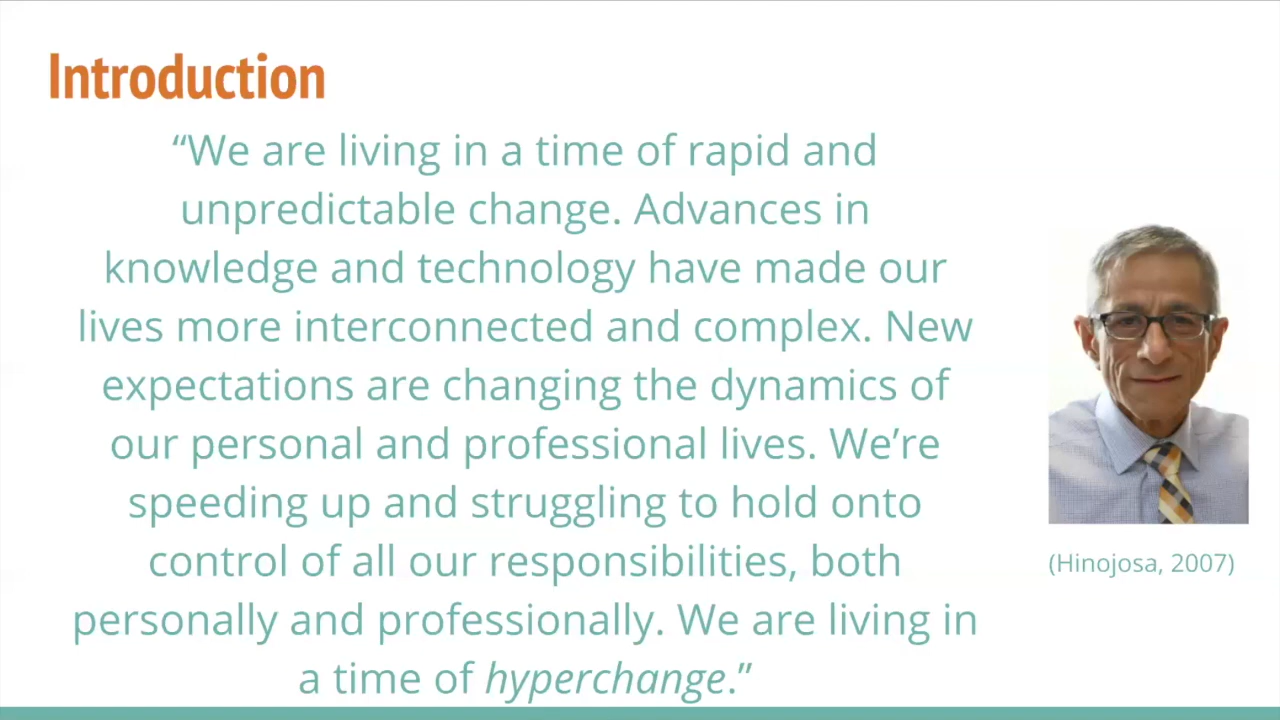 Introduction
“We are living in a time of rapid and
unpredictable change. Advances in
knowledge and technology have made our
lives more interconnected and complex. New
expectations are changing the dynamics of
our personal and professional lives. We’re
speeding up and struggling to hold onto
control of all our responsibilities, both
personally and professionally. We are living in
a time of hyperchange.”
(Hinojosa, 2007)